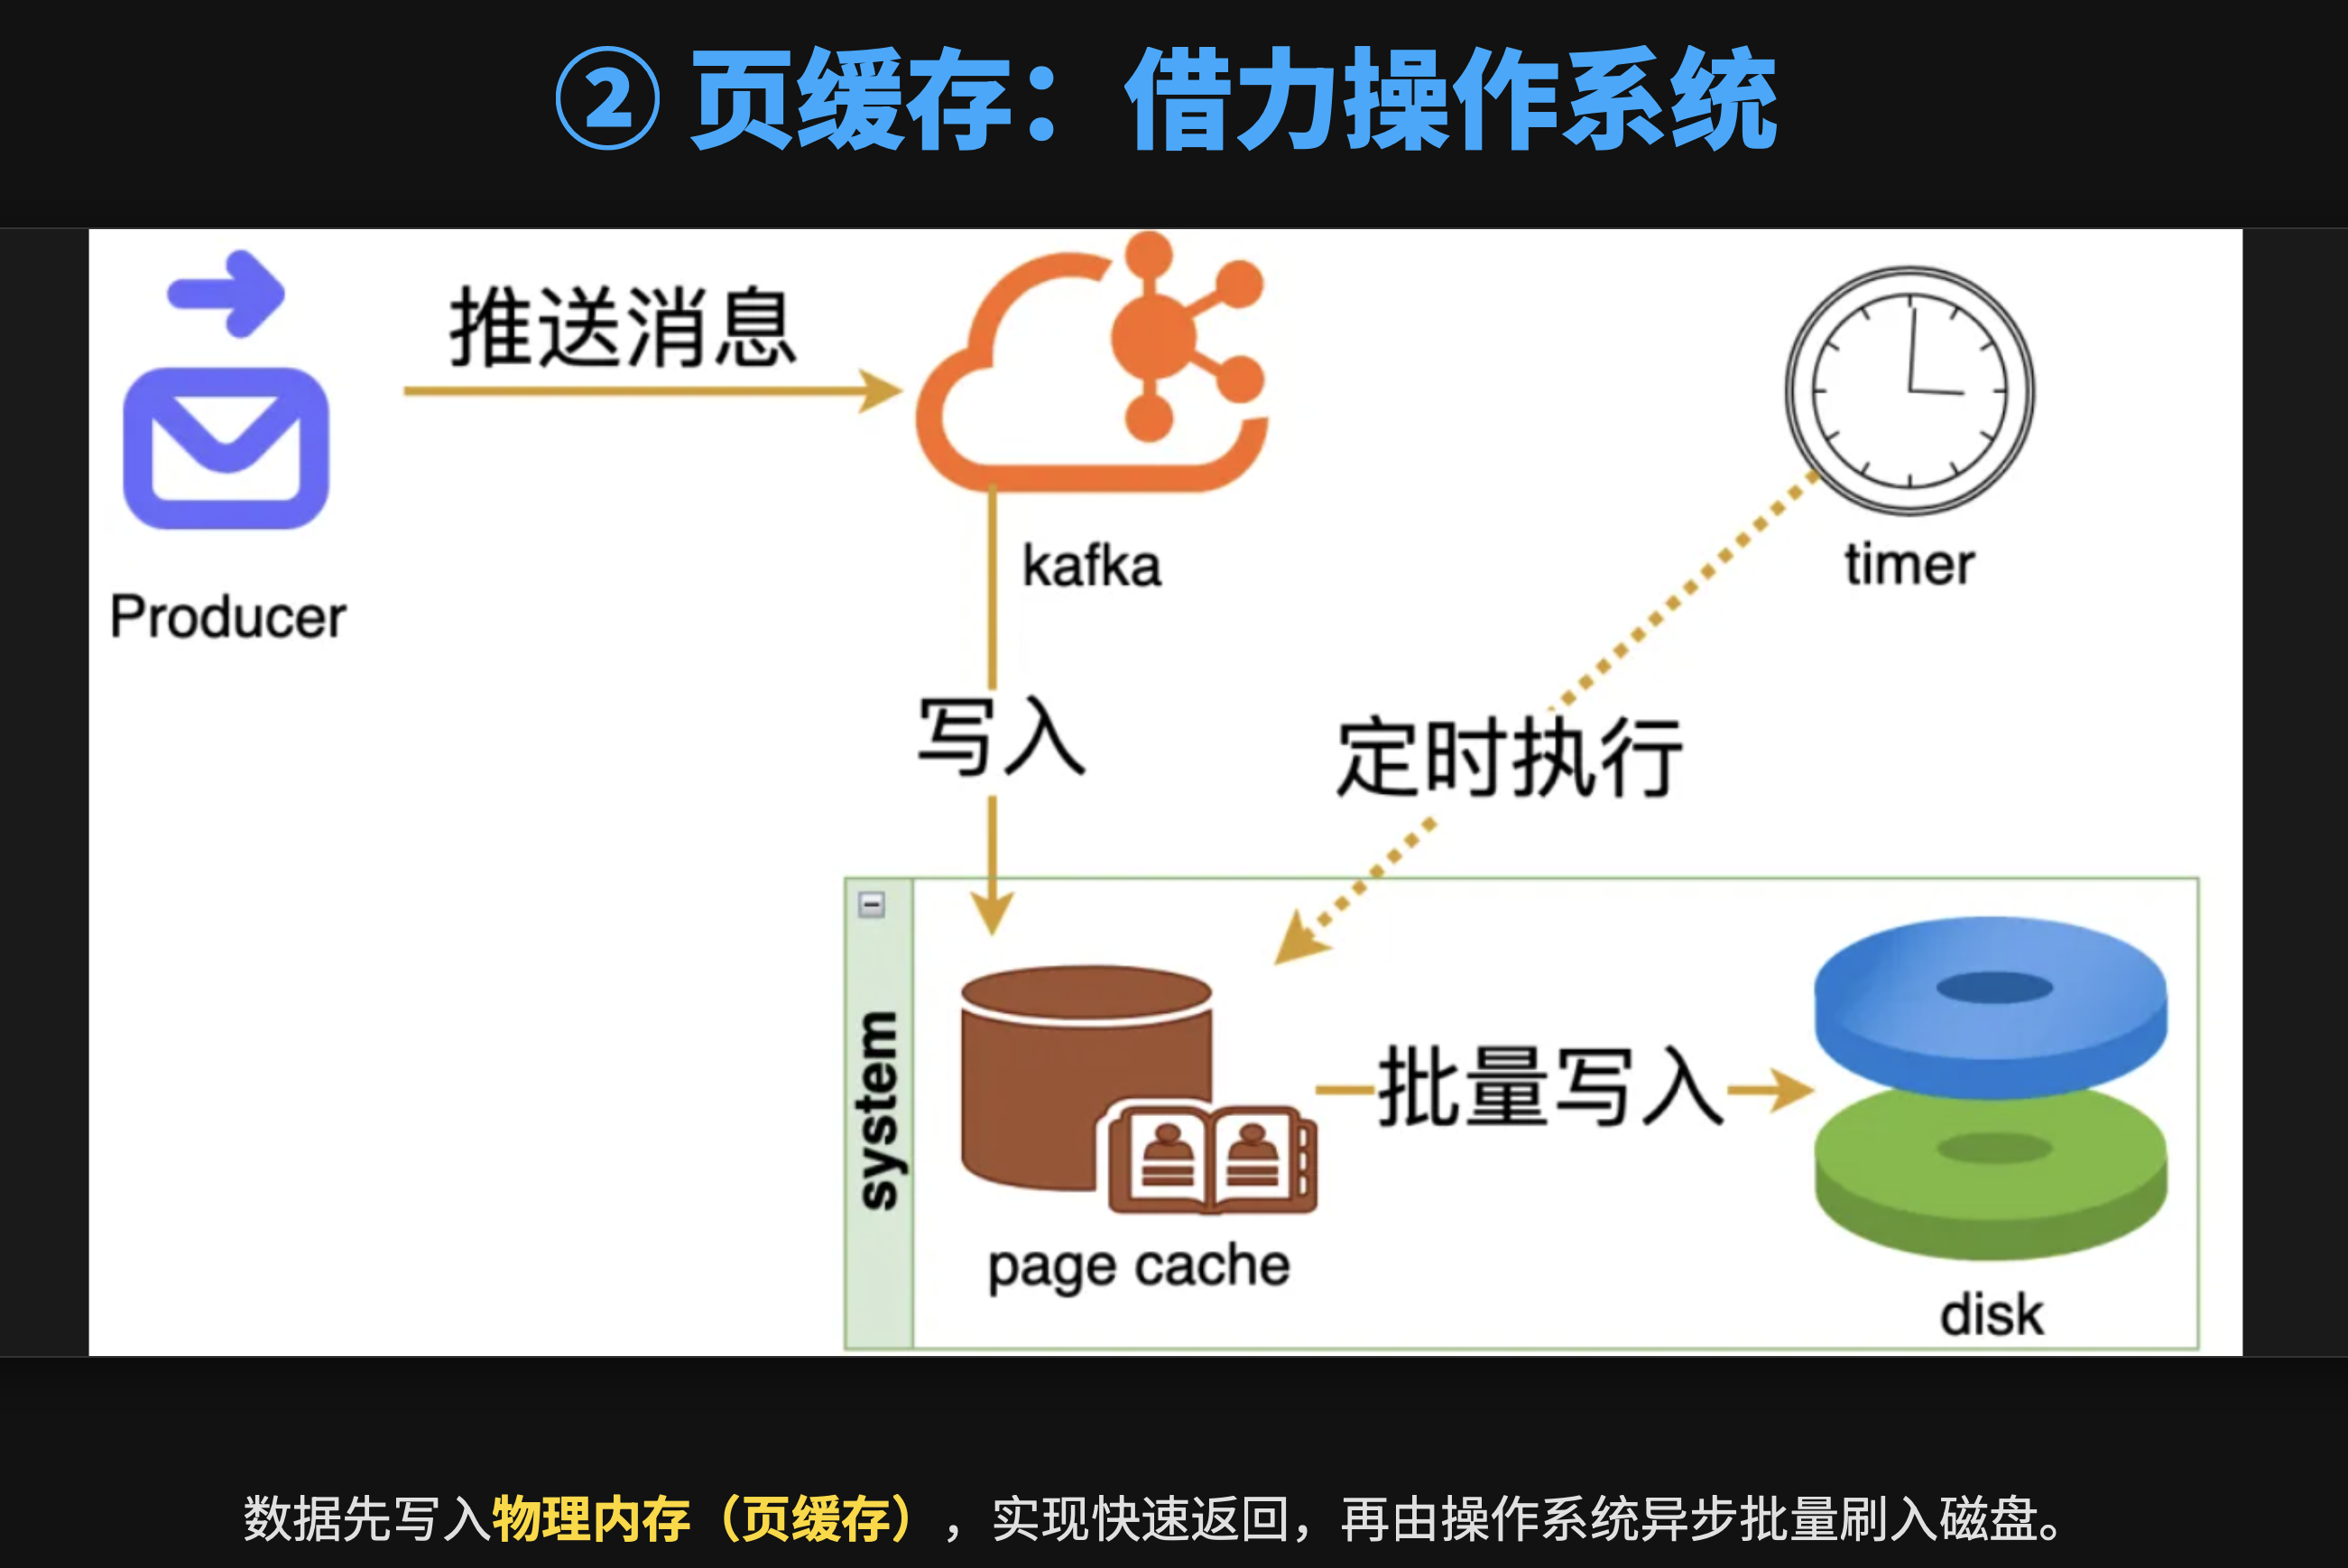 ② 页缓存：借力操作系统
推送消息
kafka
timer
Producer
写入
定时执行
system
批量写入
page cache
disk
数据先写入物理内存（页缓存），实现快速返回，再由操作系统异步批量刷入磁盘。